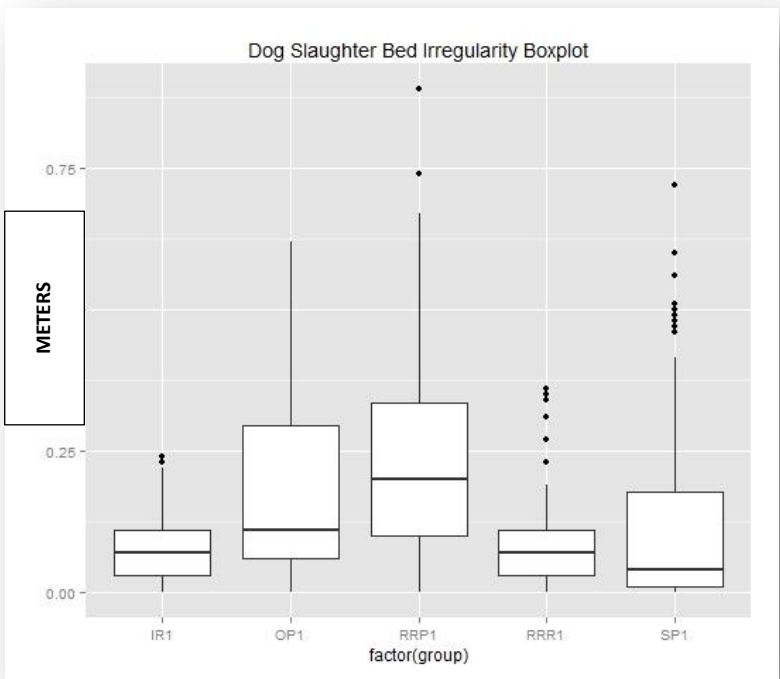 Dog Slaughter Bed Irregularity Boxplot
0.75
METERS
0.25
0.00
IR1 OP1 RRP1 RRR1 SP1
factor(group)